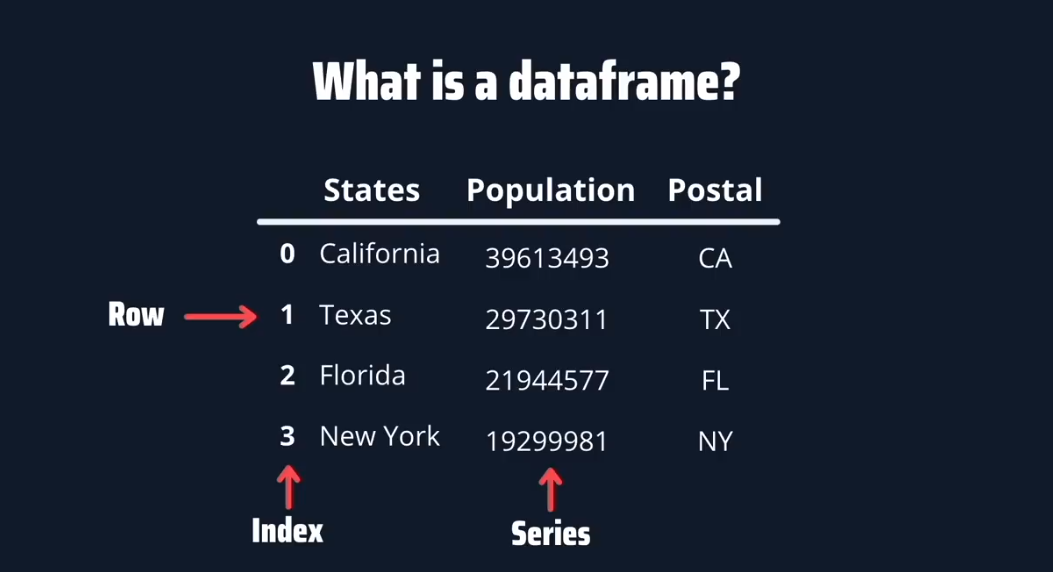 What is a dataframe?
States Population Postal
0 California 39613493 CA
Row 1 Texas 29730311 TX
2 Florida 21944577 FL
3 New York 19299981 NY
Index Series